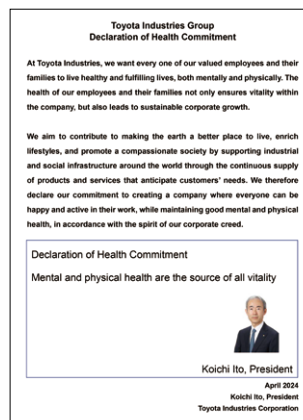 Toyota Industries Group
Declaration of Health Commitment
At Toyota Industries, we want every one of our valued employees and their
families to live healthy and fulfilling lives, both mentally and physically. The
health of our employees and their families not only ensures vitality within
the company, but also leads to sustainable corporate growth.
We aim to contribute to making the earth a better place to live, enrich
lifestyles, and promote a compassionate society by supporting industrial
and social infrastructure around the world through the continuous supply
of products and services that anticipate customers' needs. We therefore
declare our commitment to creating a company where everyone can be
happy and active in their work, while maintaining good mental and physical
health, in accordance with the spirit of our corporate creed.
Declaration of Health Commitment
Mental and physical health are the source of all vitality
Koichi Ito, President
April 2024
Koichi Ito, President
Toyota Industries Corporation